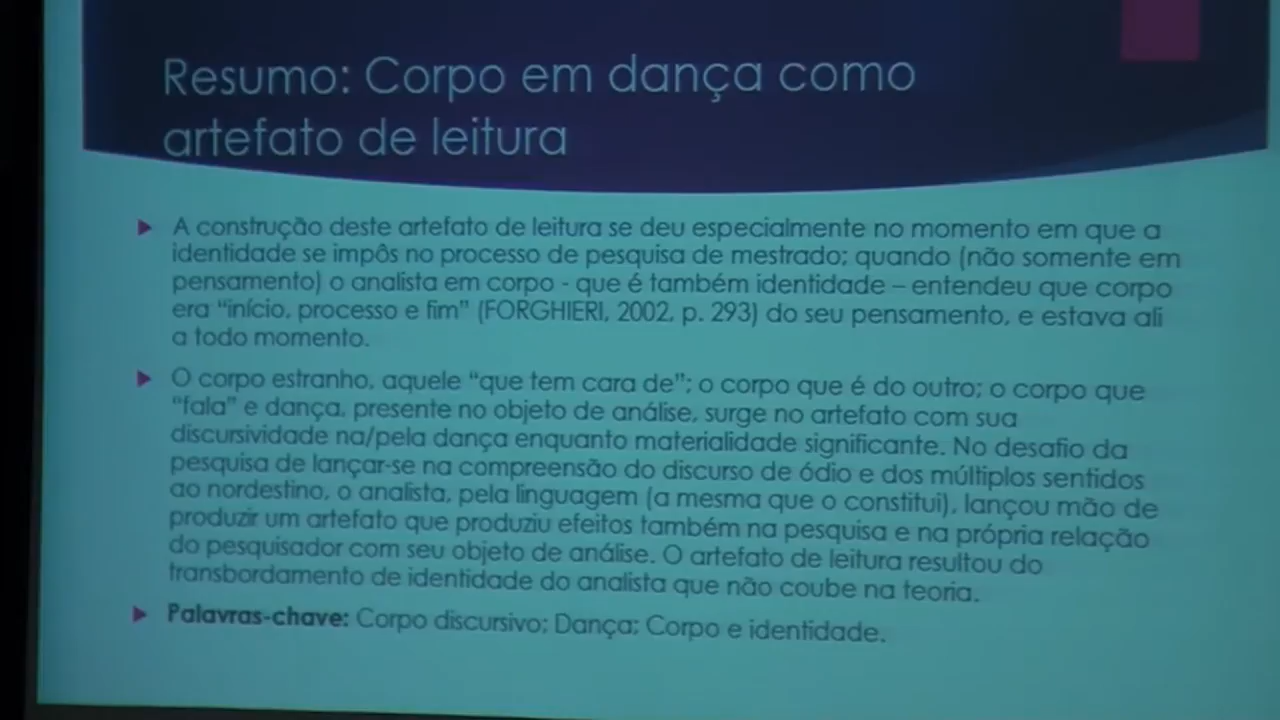 Resumo: Corpo em dança como
artefato de leitura
A construção deste artefato de leitura se deu especialmente no momento em que a
identidade se impôs no processo de pesquisa de mestrado; quando (não somente em
pensamento) o analista em corpo - que é também identidade – entendeu que corpo
era “início, processo e fim” (FORGHIERI, 2002, p. 293) do seu pensamento, e estava ali
a todo momento.
O corpo estranho, aquele “que tem cara de”; o corpo que é do outro; o corpo que
“fala” e dança, presente no objeto de análise, surge no artefato com sua
discursividade na/pela dança enquanto materialidade significante. No desafio da
pesquisa de lançar-se na compreensão do discurso de ódio e dos múltiplos sentidos
ao nordestino, o analista, pela linguagem (a mesma que o constitui), lançou mão de
produzir um artefato que produziu efeitos também na pesquisa e na própria relação
do pesquisador com seu objeto de análise. O artefato de leitura resultou do
transbordamento de identidade do analista que não coube na teoria.
Palavras-chave: Corpo discursivo; Dança; Corpo e identidade.